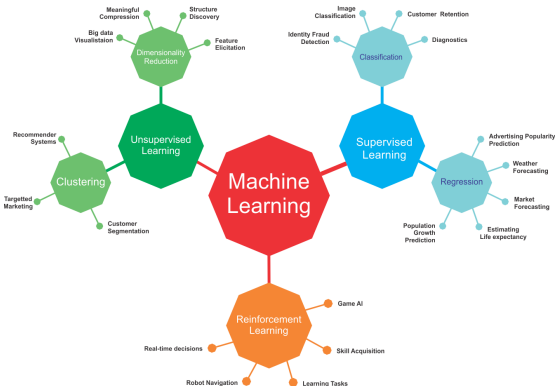 Meaningful
Compression
Structure
Discovery
Big data
Visualistaion
Dimensionality
Reduction
Feature
Elicitation
Image
Classification
Customer Retention
Identity Fraud
Detection
Classification
Diagnostics
Unsupervised
Learning
Supervised
Learning
Recommender
Systems
Clustering
Targetted
Marketing
Customer
Segmentation
Machine
Learning
Advertising Popularity
Prediction
Weather
Forecasting
Regression
Market
Forecasting
Population
Growth
Prediction
Estimating
Life expectancy
Reinforcement
Learning
Game AI
Real-time decisions
Skill Acquisition
Robot Navigation
Learning Tasks